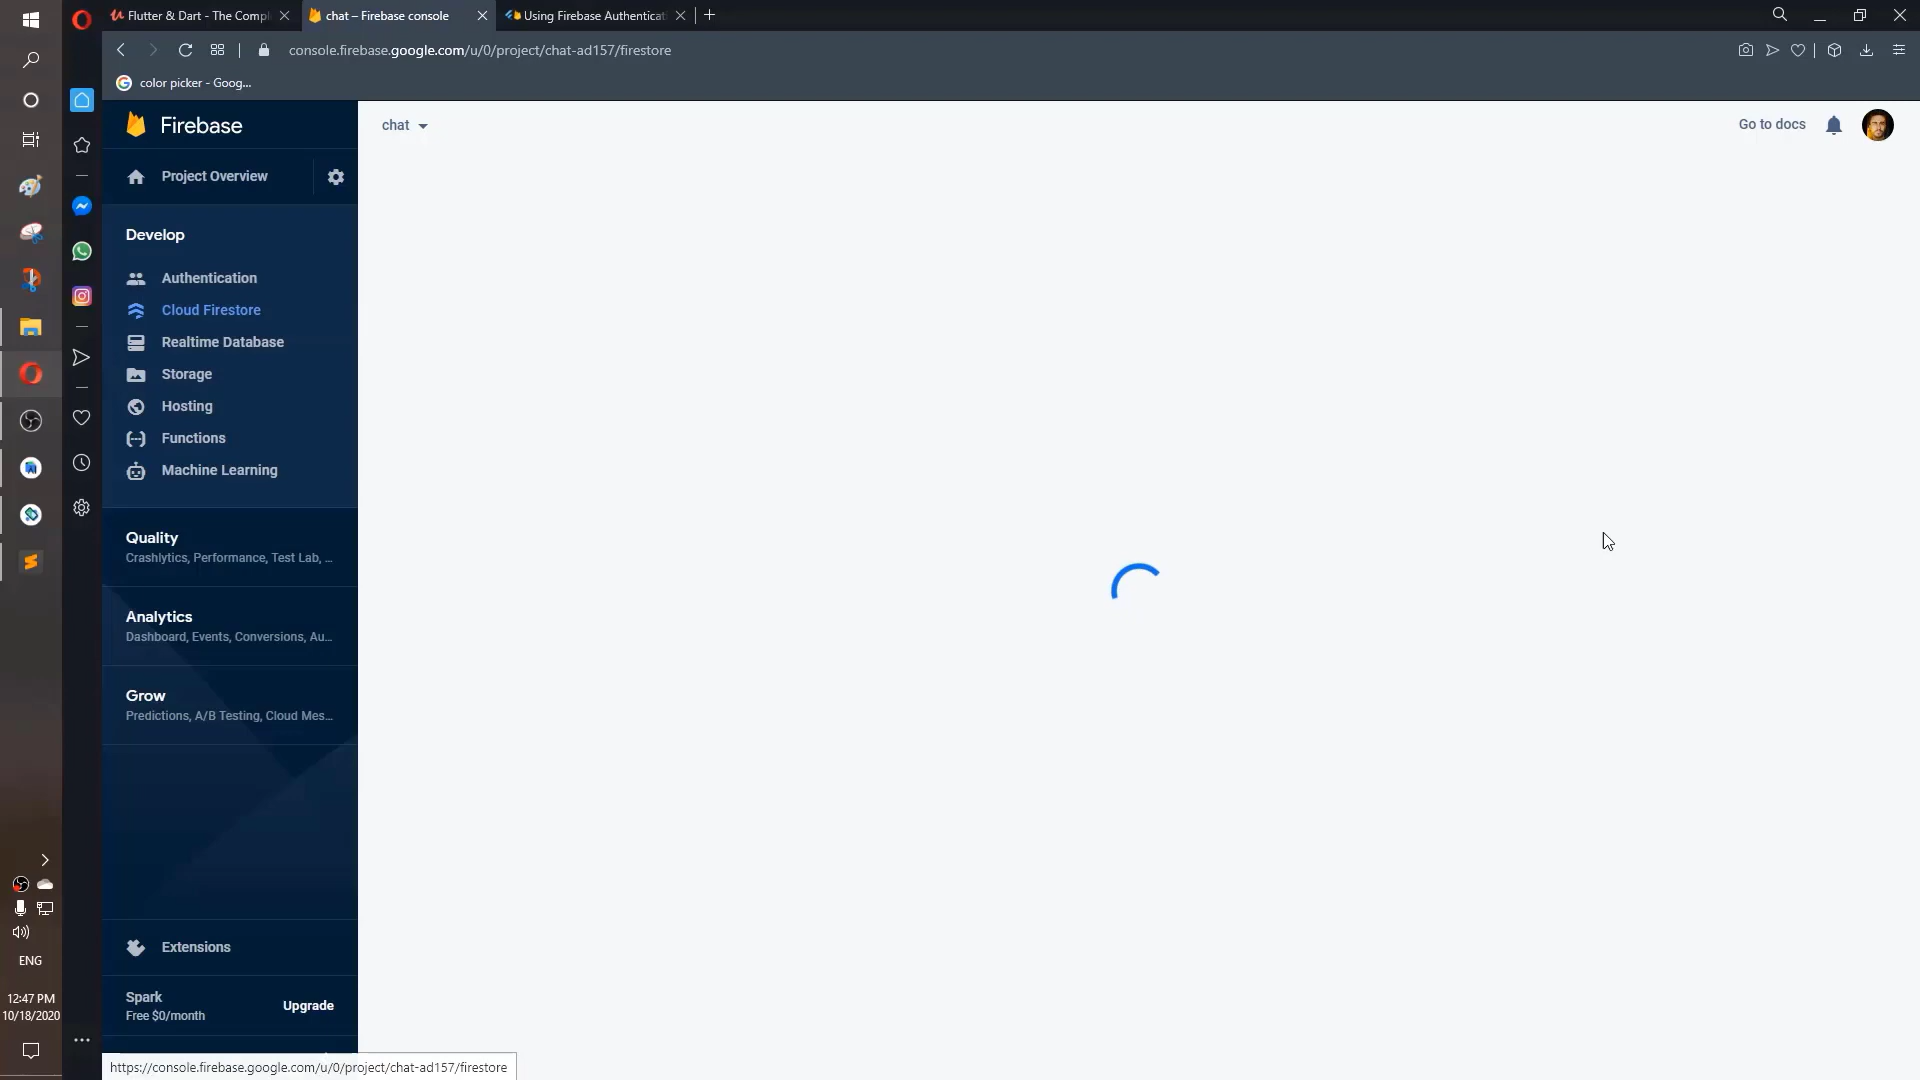 Flutter & Dart - The Compl
chat – Firebase console
Using Firebase Authenticat
console.firebase.google.com/u/0/project/chat-ad157/firestore
color picker - Goog...
Firebase
chat
Go to docs
Project Overview
Develop
Authentication
Cloud Firestore
Realtime Database
Storage
Hosting
Functions
Machine Learning
Quality
Crashlytics, Performance, Test Lab, ...
Analytics
Dashboard, Events, Conversions, Au...
Grow
Predictions, A/B Testing, Cloud Mes...
Extensions
Spark
Free $0/month
Upgrade
ENG
12:47 PM
10/18/2020
https://console.firebase.google.com/u/0/project/chat-ad157/firestore